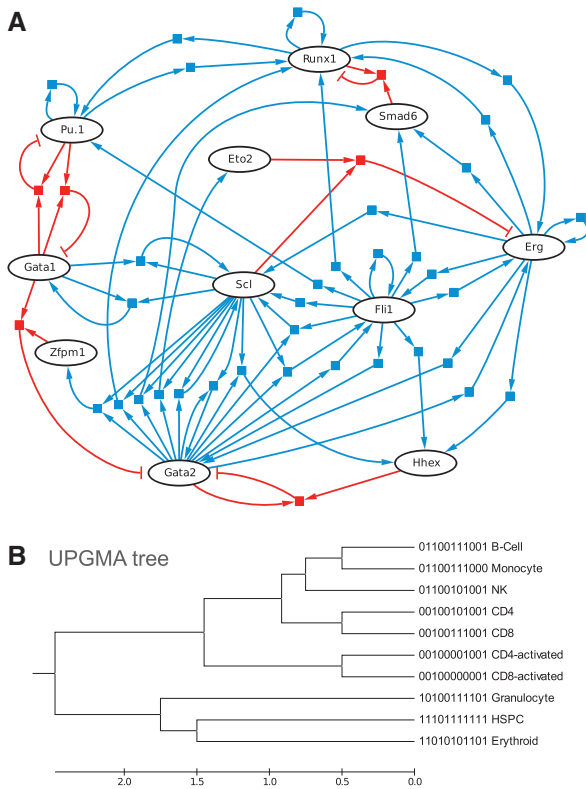 A
Runx1
Smad6
Pu.1
Eto2
Erg
Gata1
Scl
Fli1
Zfpm1
Gata2
Hhex
B UPGMA tree
01100111001 B-Cell
01100111000 Monocyte
01100101001 NK
00100101001 CD4
00100111001 CD8
00100001001 CD4-activated
00100000001 CD8-activated
10100111101 Granulocyte
11101111111 HSPC
11010101101 Erythroid
2.0 1.5 1.0 0.5 0.0